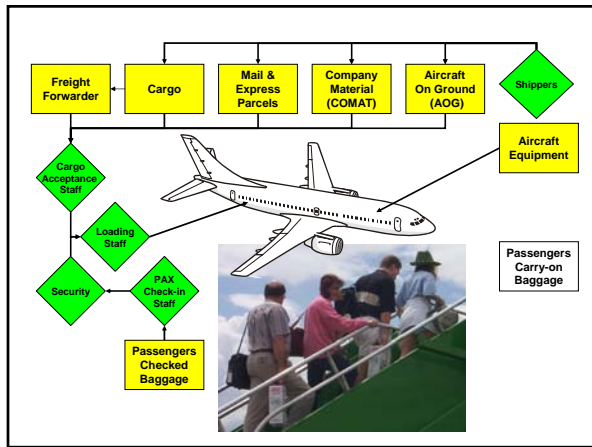 Freight
Forwarder
Cargo
Mail &
Express
Parcels
Company
Material
(COMAT)
Aircraft
On Ground
(AOG)
Shippers
Aircraft
Equipment
Cargo
Acceptance
Staff
Loading
Staff
Security
PAX
Check-in
Staff
Passengers
Carry-on
Baggage
Passengers
Checked
Baggage